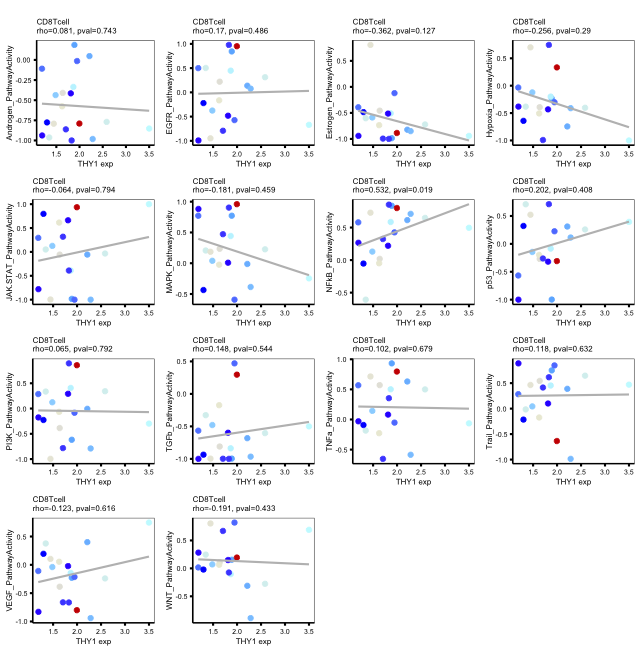 CD8Tcell
rho=0.081, pval=0.743
Androgen_PathwayActivity
0.00
-0.25
-0.50
-0.75
-1.00
1.5 2.0 2.5 3.0 3.5
THY1 exp
CD8Tcell
rho=0.17, pval=0.486
EGFR_PathwayActivity
1.0
0.5
0.0
-0.5
-1.0
1.5 2.0 2.5 3.0 3.5
THY1 exp
CD8Tcell
rho=-0.362, pval=0.127
Estrogen_PathwayActivity
0.5
0.0
-0.5
-1.0
1.5 2.0 2.5 3.0 3.5
THY1 exp
CD8Tcell
rho=-0.256, pval=0.29
Hypoxia_PathwayActivity
0.5
0.0
-0.5
-1.0
1.5 2.0 2.5 3.0 3.5
THY1 exp
CD8Tcell
rho=-0.064, pval=0.794
JAK.STAT_PathwayActivity
1.0
0.5
0.0
-0.5
-1.0
1.5 2.0 2.5 3.0 3.5
THY1 exp
CD8Tcell
rho=-0.181, pval=0.459
MAPK_PathwayActivity
1.0
0.5
0.0
-0.5
1.5 2.0 2.5 3.0 3.5
THY1 exp
CD8Tcell
rho=0.532, pval=0.019
NFkB_PathwayActivity
0.5
0.0
-0.5
1.5 2.0 2.5 3.0 3.5
THY1 exp
CD8Tcell
rho=0.202, pval=0.408
p53_PathwayActivity
0.5
0.0
-0.5
-1.0
1.5 2.0 2.5 3.0 3.5
THY1 exp
CD8Tcell
rho=0.065, pval=0.792
PI3K_PathwayActivity
0.5
0.0
-0.5
-1.0
1.5 2.0 2.5 3.0 3.5
THY1 exp
CD8Tcell
rho=0.148, pval=0.544
TGFb_PathwayActivity
0.5
0.0
-0.5
-1.0
1.5 2.0 2.5 3.0 3.5
THY1 exp
CD8Tcell
rho=0.102, pval=0.679
TNFa_PathwayActivity
1.0
0.5
0.0
-0.5
1.5 2.0 2.5 3.0 3.5
THY1 exp
CD8Tcell
rho=0.118, pval=0.632
Trail_PathwayActivity
0.5
0.0
-0.5
-1.0
1.5 2.0 2.5 3.0 3.5
THY1 exp
CD8Tcell
rho=-0.123, pval=0.616
VEGF_PathwayActivity
0.5
0.0
-0.5
-1.0
1.5 2.0 2.5 3.0 3.5
THY1 exp
CD8Tcell
rho=-0.191, pval=0.433
WNT_PathwayActivity
0.5
0.0
-0.5
1.5 2.0 2.5 3.0 3.5
THY1 exp